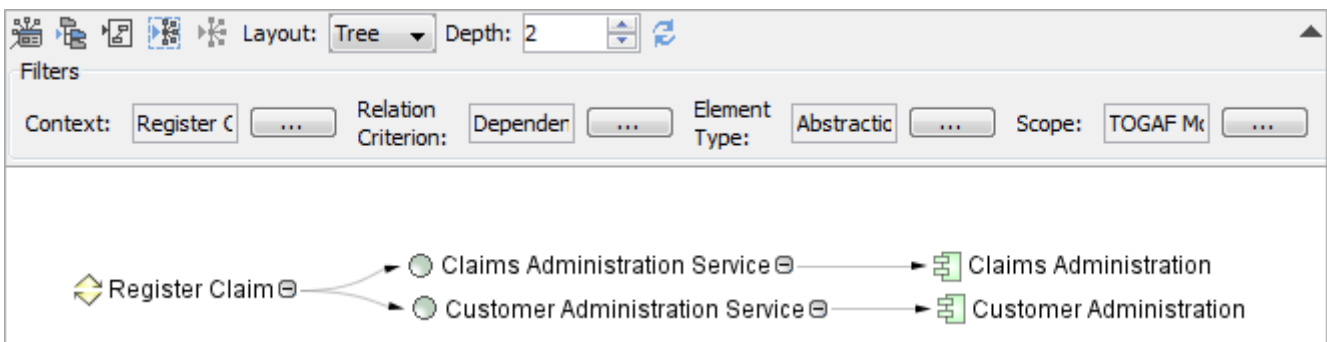 Layout: Tree Depth: 2
Filters
Context: Register C ... Relation Criterion: Dependen ... Element Type: Abstractio ... Scope: TOGAF Mo ...
Claims Administration Service Claims Administration
Register Claim
Customer Administration Service Customer Administration